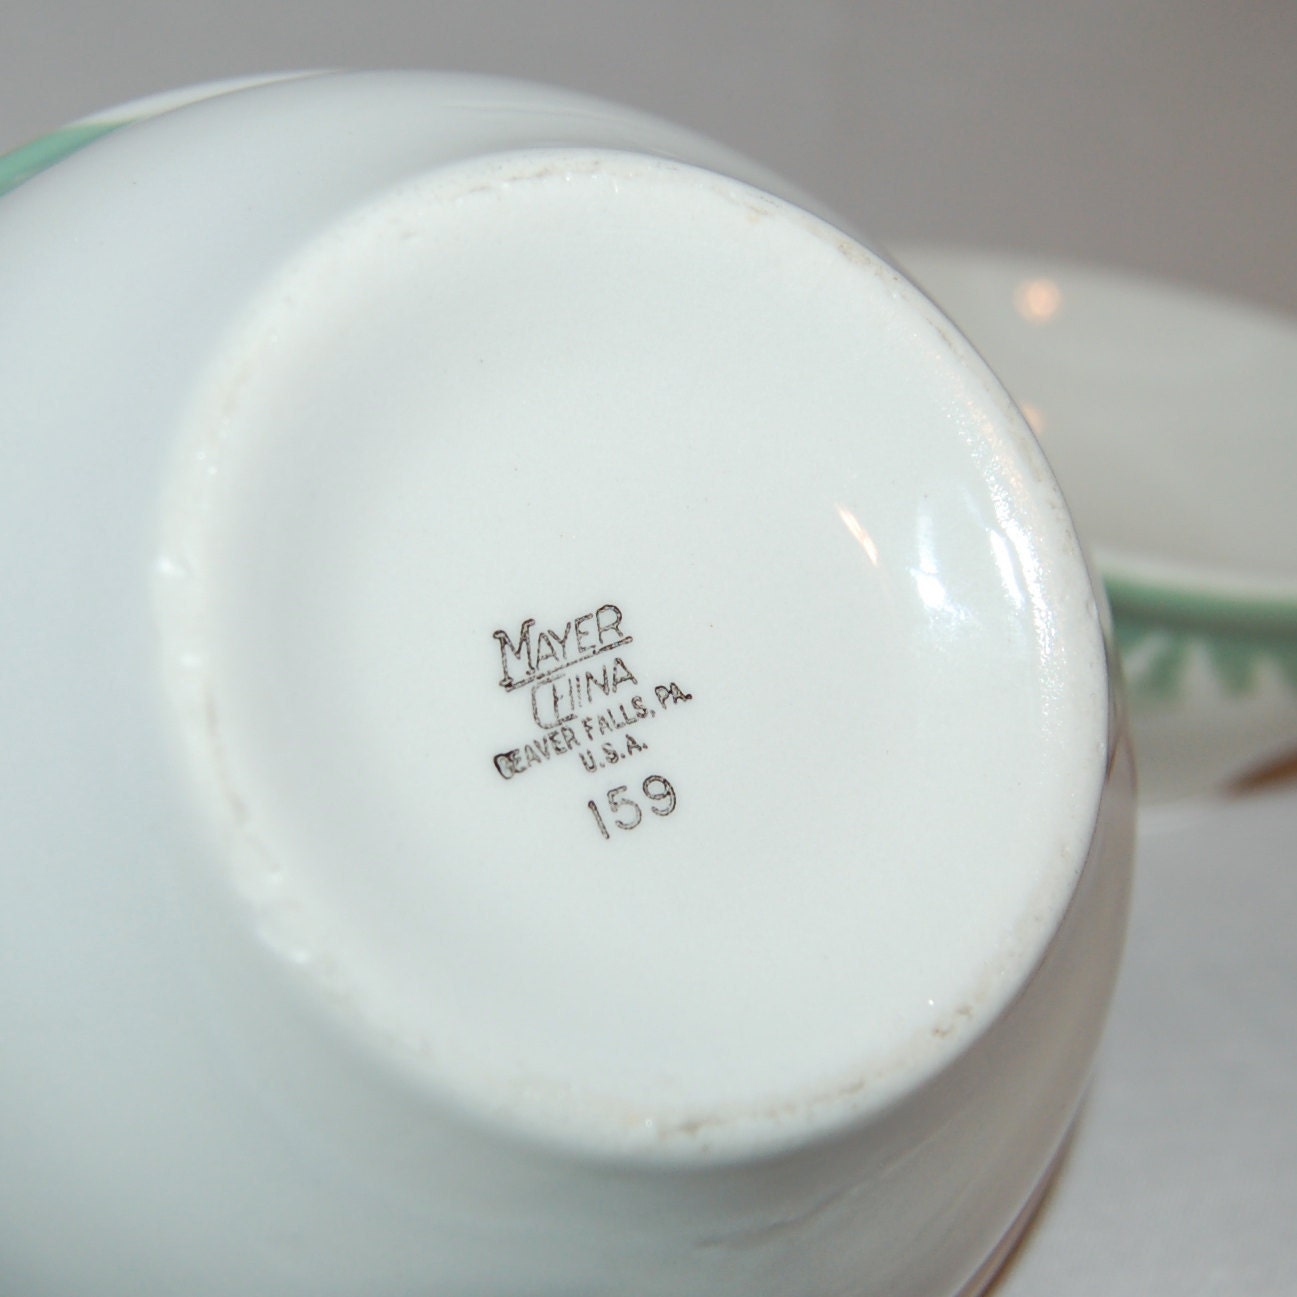 MAYER
CHINA
BEAVER FALLS, PA.
U.S.A.
159